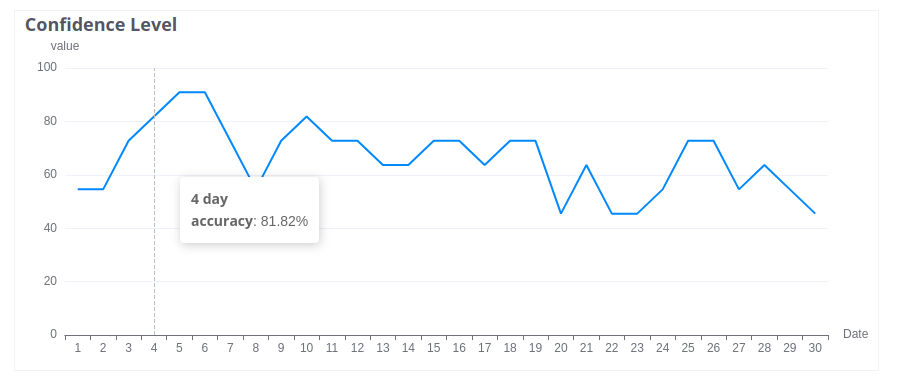 Confidence Level
value
100
80
60
40
20
0
4 day
accuracy: 81.82%
1 2 3 4 5 6 7 8 9 10 11 12 13 14 15 16 17 18 19 20 21 22 23 24 25 26 27 28 29 30
Date